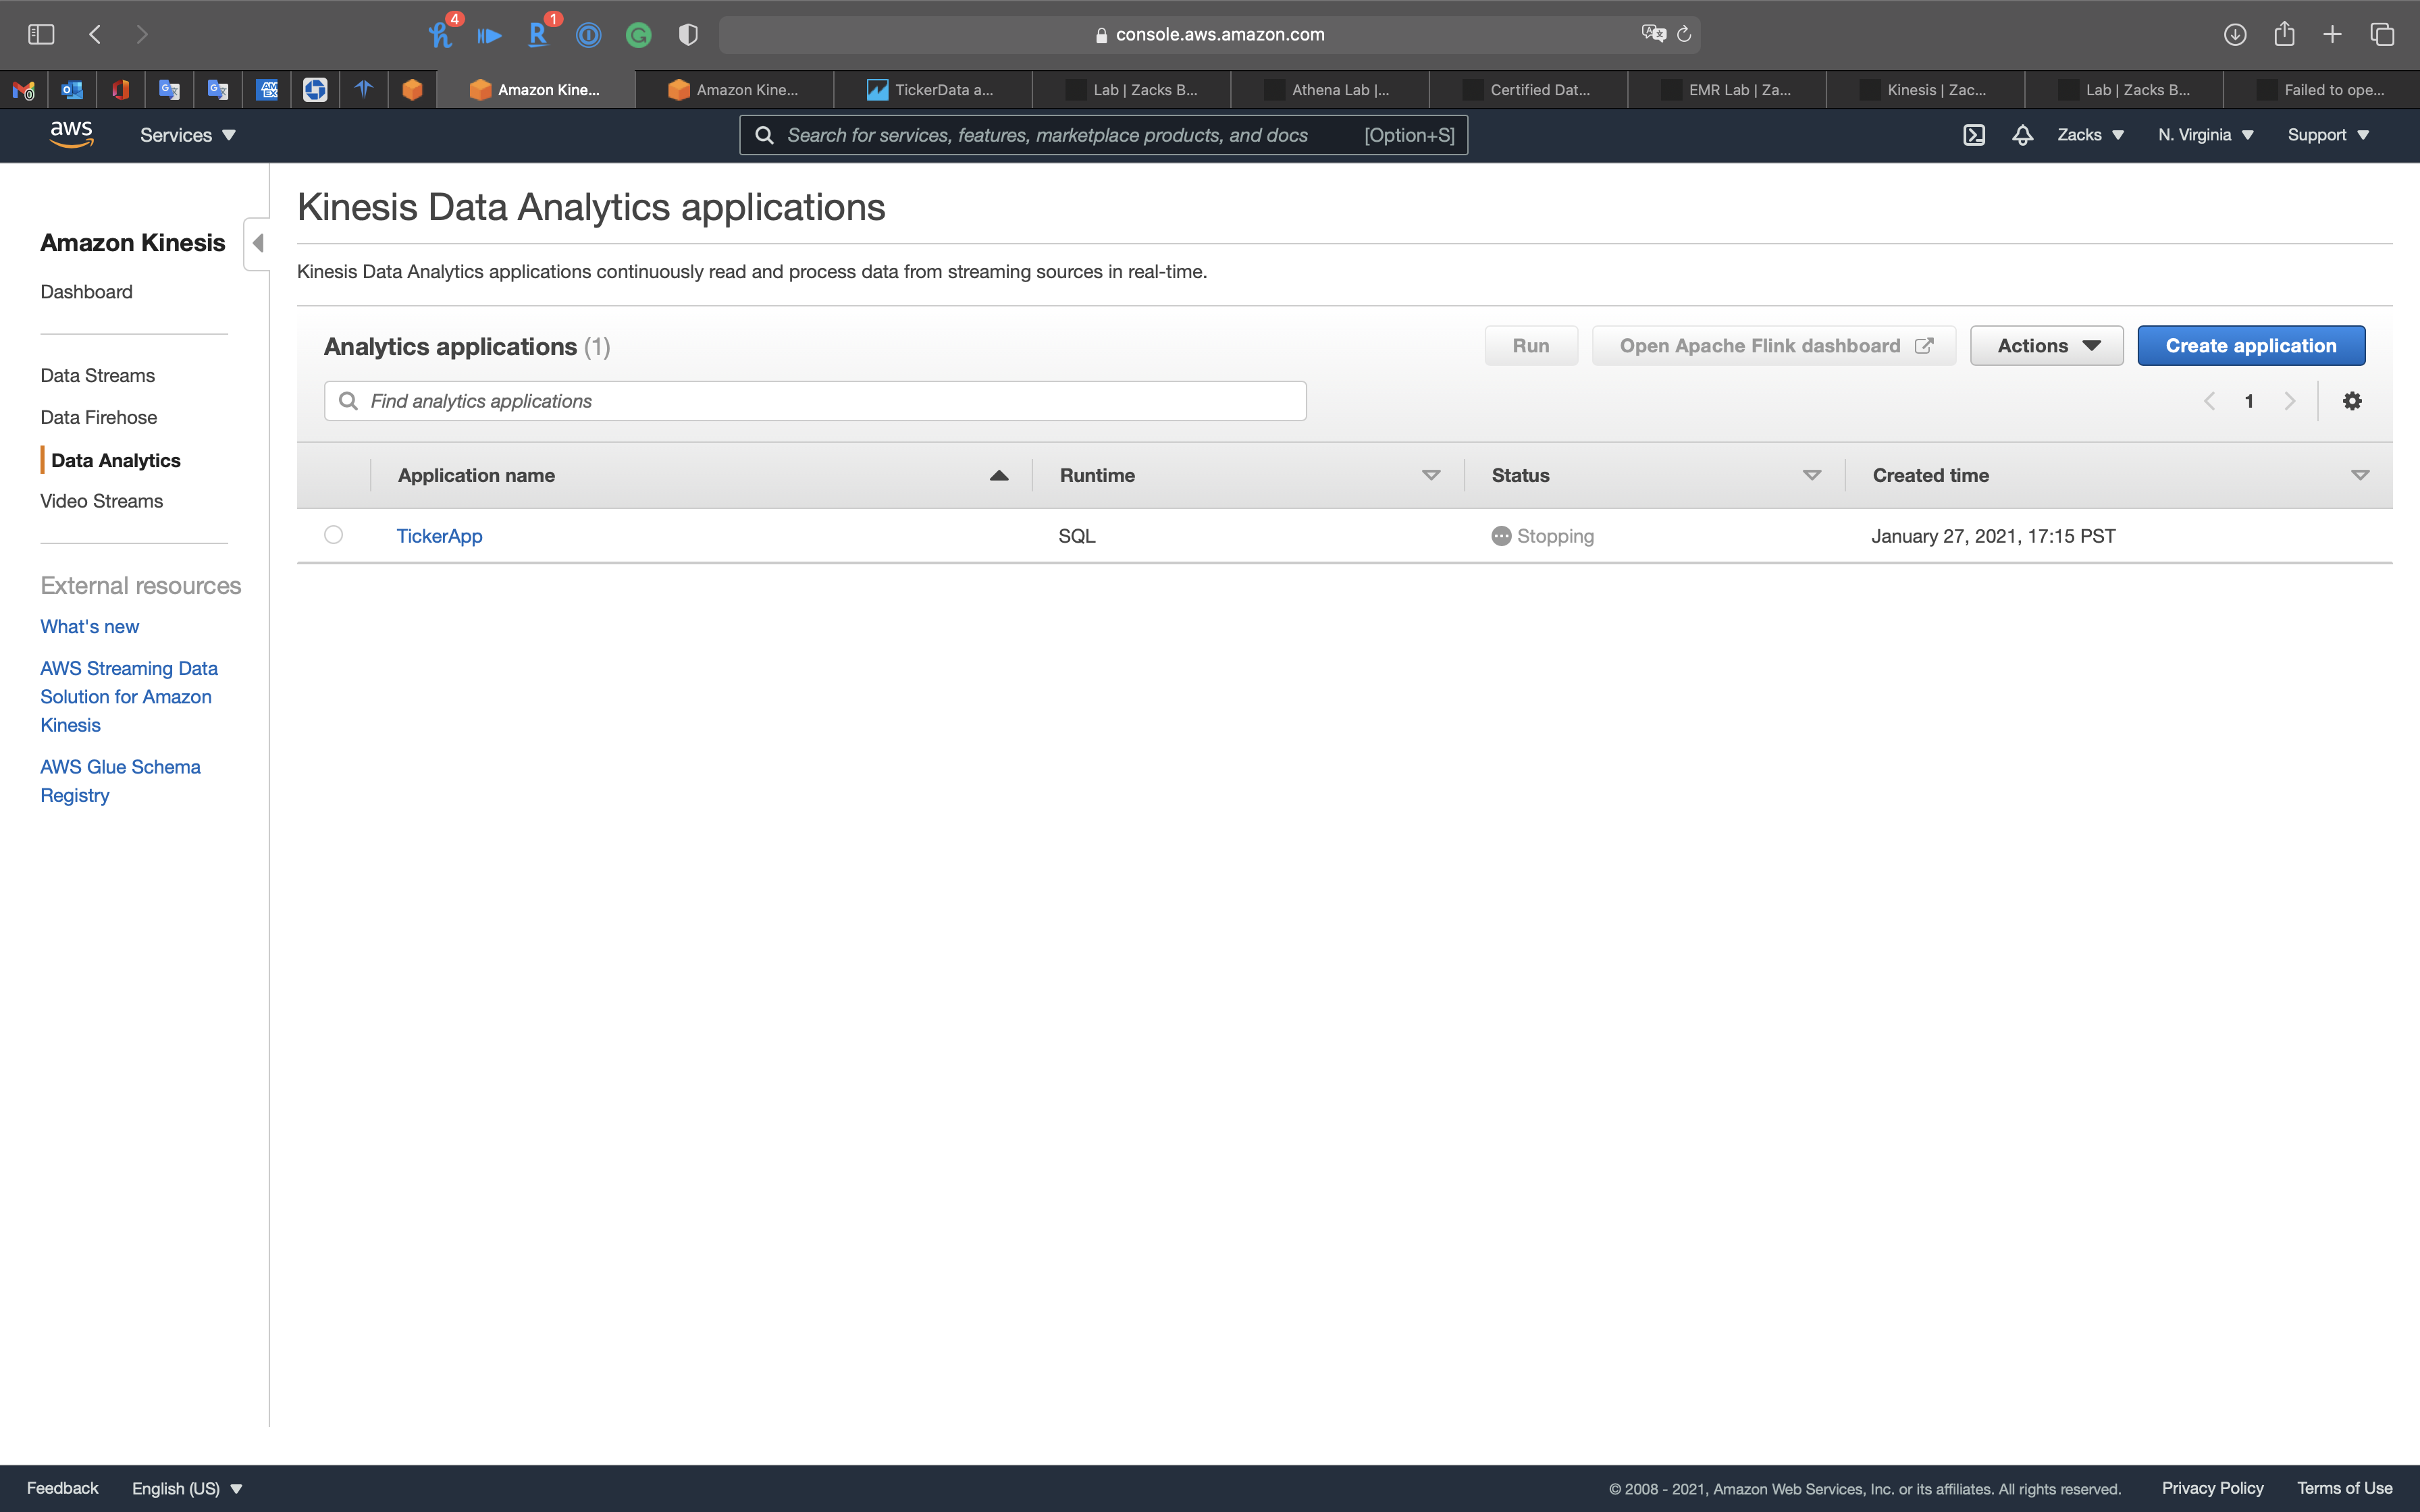 4
1
console.aws.amazon.com
Amazon Kine...
Amazon Kine...
TickerData a...
Lab | Zacks B...
Athena Lab |...
Certified Dat...
EMR Lab | Za...
Kinesis | Zac...
Lab | Zacks B...
Failed to ope...
aws
Services
Search for services, features, marketplace products, and docs
[Option+S]
Zacks
N. Virginia
Support
Amazon Kinesis
Dashboard
Data Streams
Data Firehose
Data Analytics
Video Streams
External resources
What's new
AWS Streaming Data
Solution for Amazon
Kinesis
AWS Glue Schema
Registry
Kinesis Data Analytics applications
Kinesis Data Analytics applications continuously read and process data from streaming sources in real-time.
Analytics applications (1)
Run
Open Apache Flink dashboard
Actions
Create application
Find analytics applications
1
Application name
Runtime
Status
Created time
TickerApp
SQL
Stopping
January 27, 2021, 17:15 PST
Feedback
English (US)
© 2008 - 2021, Amazon Web Services, Inc. or its affiliates. All rights reserved.
Privacy Policy
Terms of Use